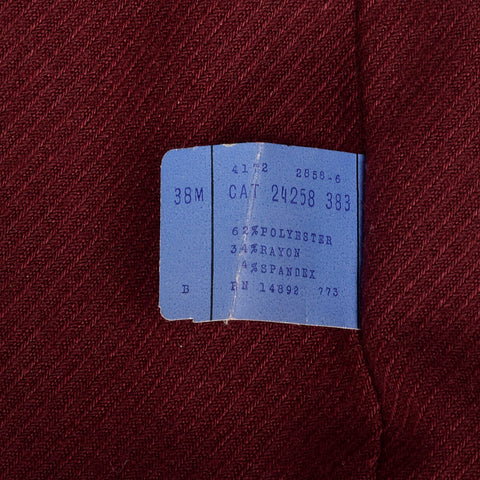 4172 2858-6
38M CAT 24258 383
62%POLYESTER
34%RAYON
4%SPANDEX
B RN 14892 773